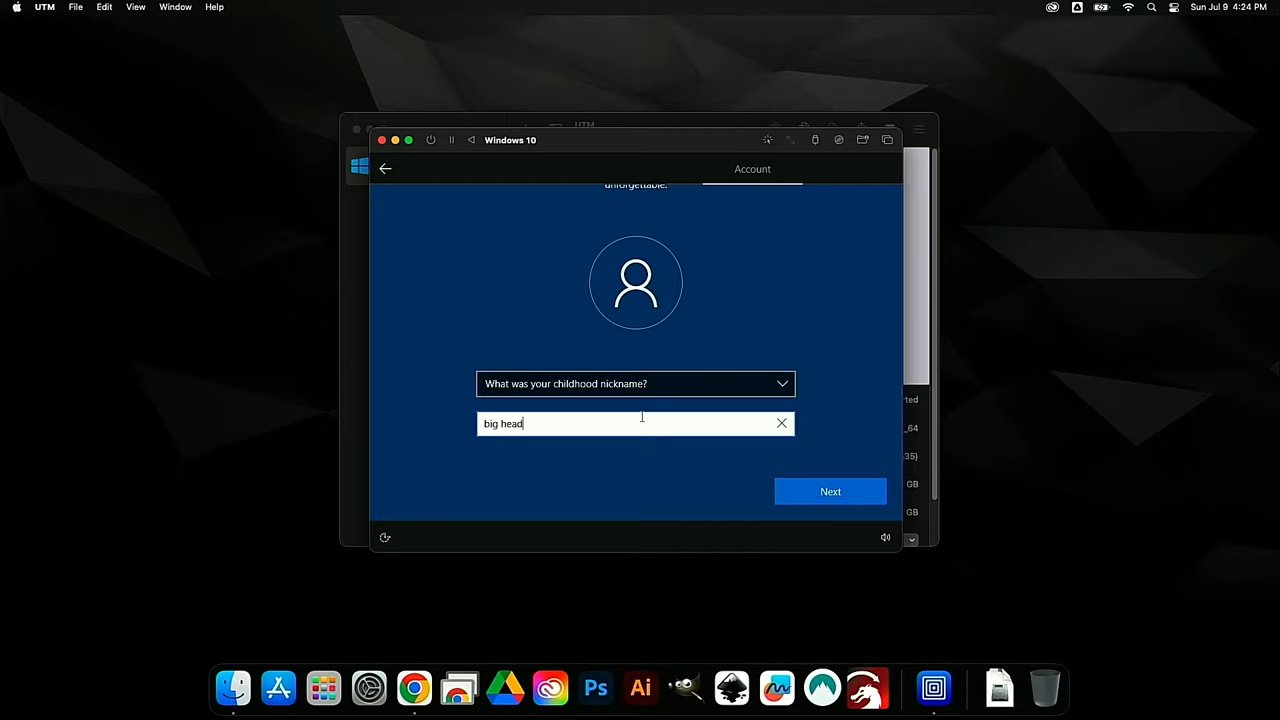 UTM File Edit View Window Help Sun Jul 9 4:24 PM
UTM
Windows 10
Account
unforgettable.
What was your childhood nickname?
big head
Next
rted
_64
35)
GB
GB
Ps Ai